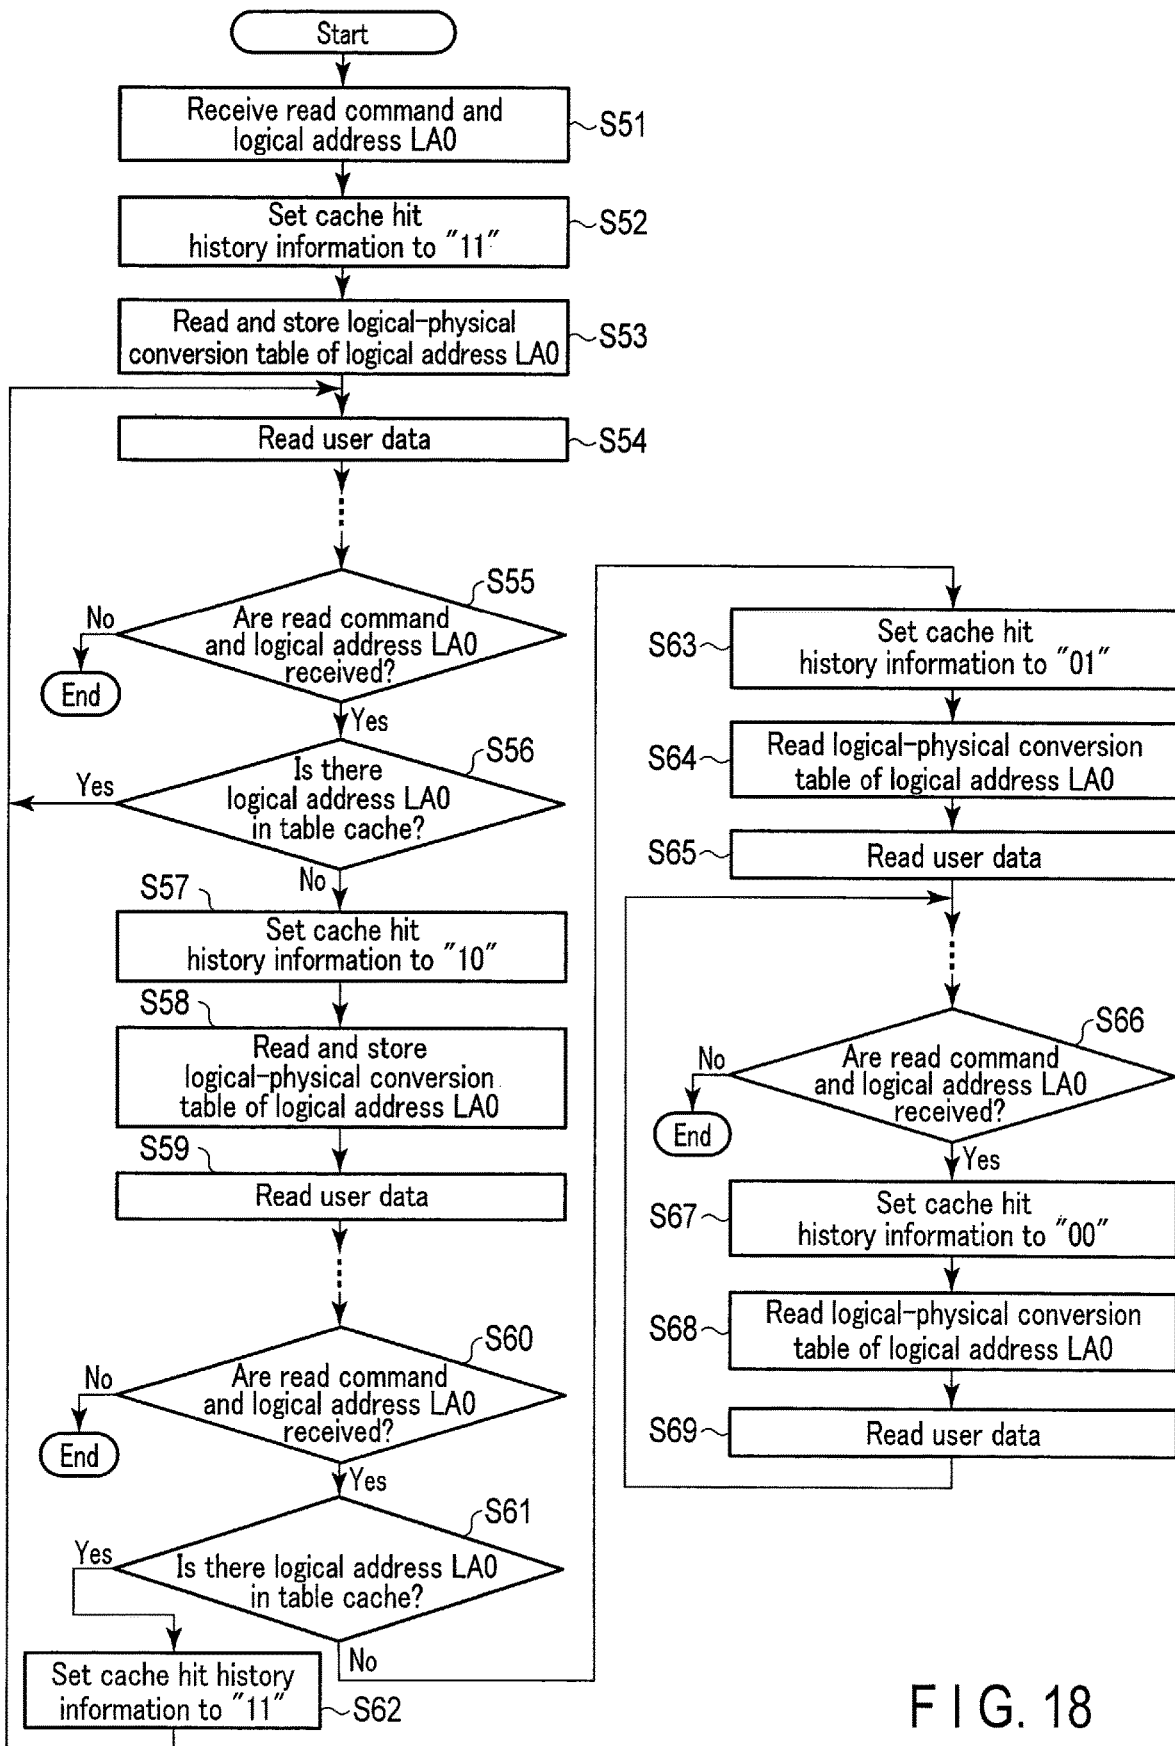 Start
Receive read command and
logical address LA0
S51
Set cache hit
history information to "11"
S52
Read and store logical-physical
conversion table of logical address LA0
S53
Read user data
S54
S55
No
Are read command
and logical address LA0
received?
End
Yes
S56
Yes
Is there
logical address LA0
in table cache?
No
S57
Set cache hit
history information to "10"
S58
Read and store
logical-physical conversion
table of logical address LA0
S59
Read user data
S60
No
Are read command
and logical address LA0
received?
End
Yes
S61
Yes
Is there logical address LA0
in table cache?
No
Set cache hit history
information to "11"
S62
S63
Set cache hit
history information to "01"
S64
Read logical-physical conversion
table of logical address LA0
S65
Read user data
S66
No
Are read command
and logical address LA0
received?
End
Yes
S67
Set cache hit
history information to "00"
S68
Read logical-physical conversion
table of logical address LA0
S69
Read user data
FIG. 18